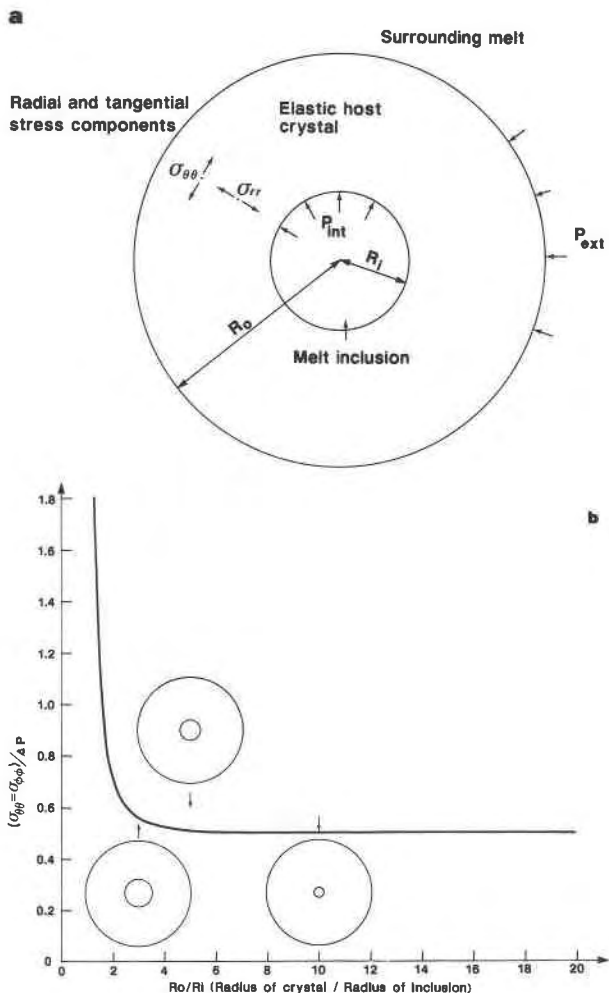 a
Surrounding melt
Radial and tangential
stress components
Elastic host
crystal
σθθ
σrr
Pint
Pext
Ri
Ro
Melt inclusion
b
1.8
1.6
1.4
1.2
1.0
0.8
0.6
0.4
0.2
0
(σθθ=σϕϕ)/ΔP
0 2 4 6 8 10 12 14 16 18 20
Ro/Ri (Radius of crystal / Radius of inclusion)